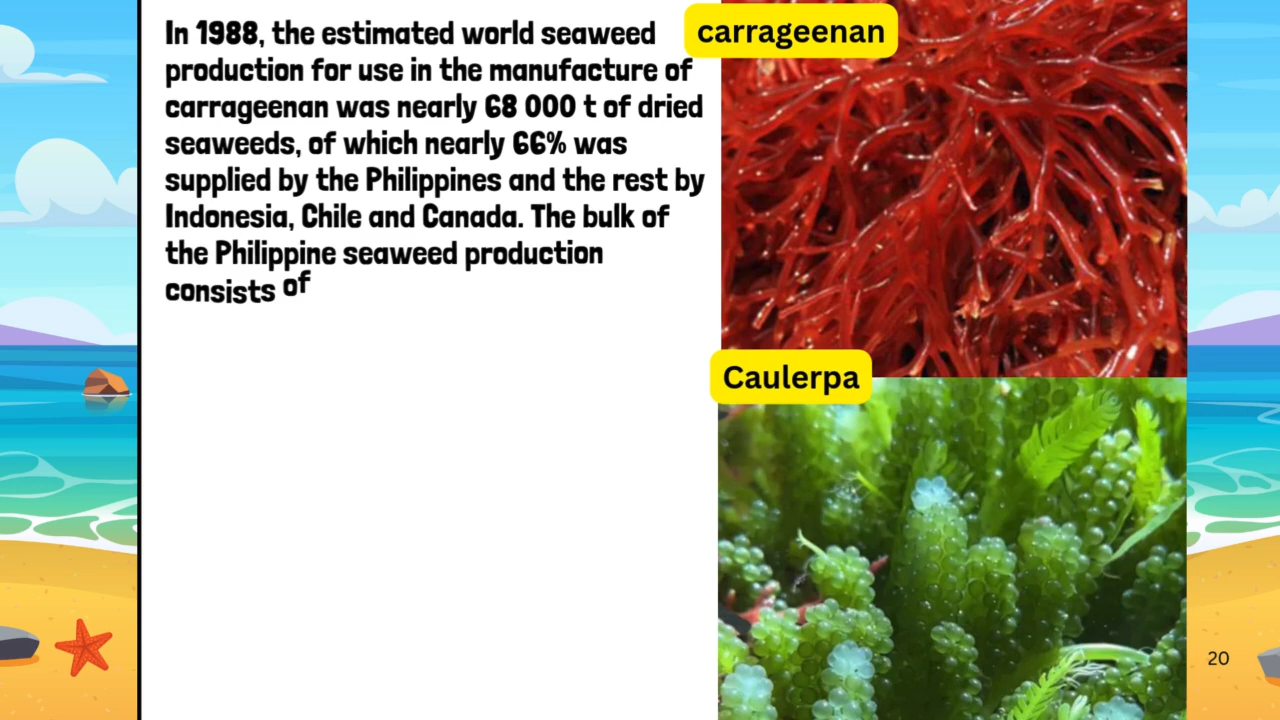 In 1988, the estimated world seaweed
production for use in the manufacture of
carrageenan was nearly 68 000 t of dried
seaweeds, of which nearly 66% was
supplied by the Philippines and the rest by
Indonesia, Chile and Canada. The bulk of
the Philippine seaweed production
consists of
carrageenan
Caulerpa
20